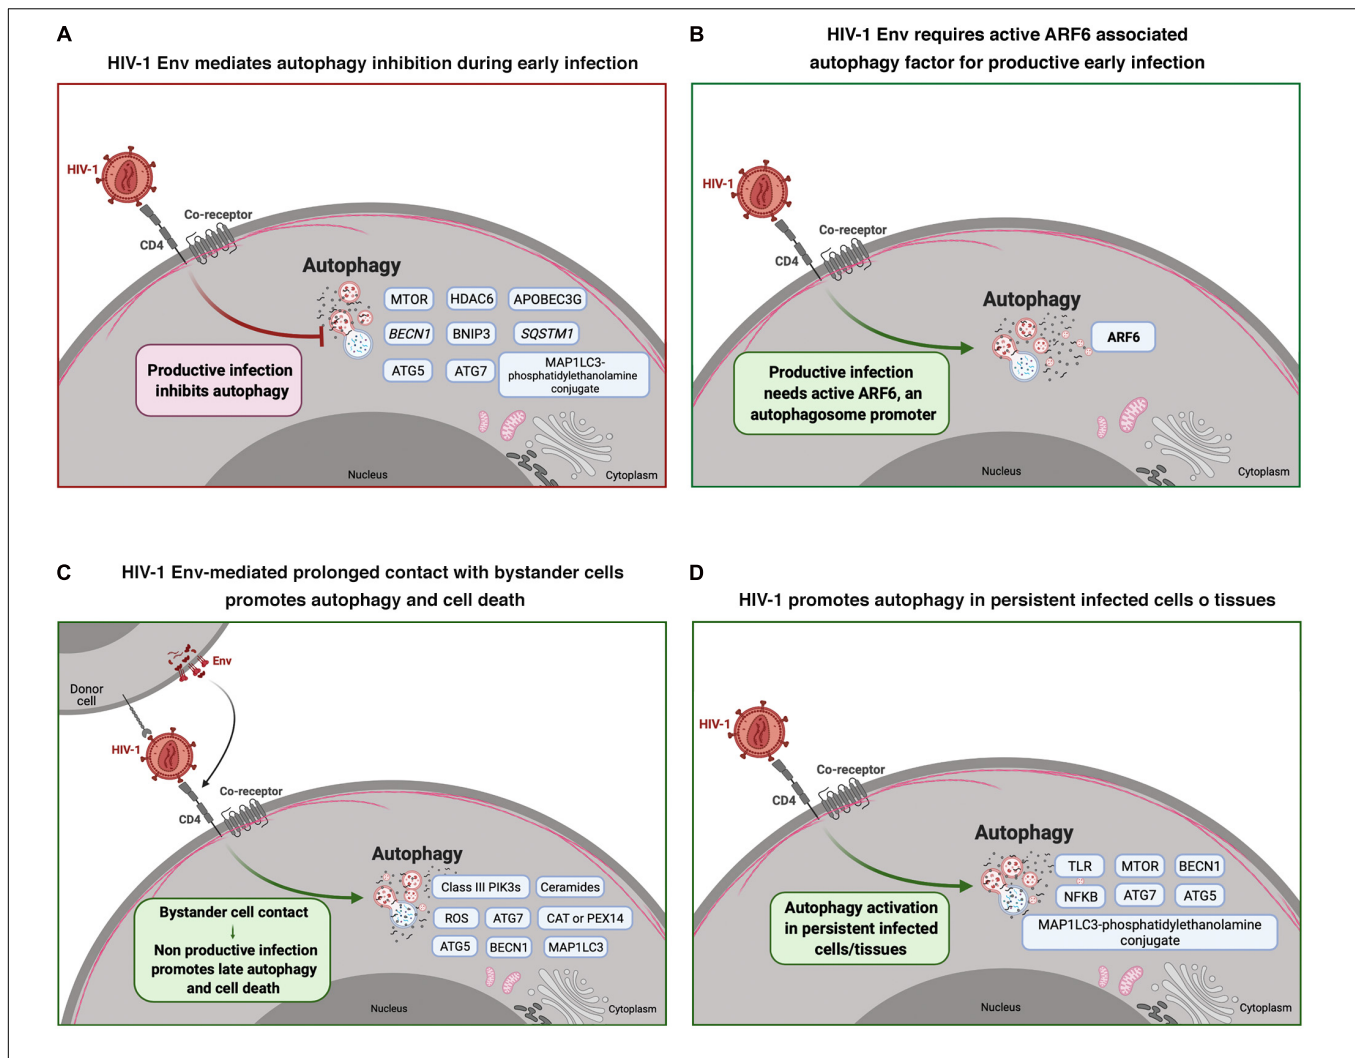 A
HIV-1 Env mediates autophagy inhibition during early infection
HIV-1
Co-receptor
CD4
Autophagy
MTOR
HDAC6
APOBEC3G
BECN1
BNIP3
SQSTM1
ATG5
ATG7
MAP1LC3-
phosphatidylethanolamine
conjugate
Productive infection
inhibits autophagy
Nucleus
Cytoplasm
B
HIV-1 Env requires active ARF6 associated
autophagy factor for productive early infection
HIV-1
Co-receptor
CD4
Autophagy
ARF6
Productive infection
needs active ARF6, an
autophagosome promoter
Nucleus
Cytoplasm
C
HIV-1 Env-mediated prolonged contact with bystander cells
promotes autophagy and cell death
Env
Donor
cell
HIV-1
Co-receptor
CD4
Autophagy
Class III PIK3s
Ceramides
ROS
ATG7
CAT or PEX14
ATG5
BECN1
MAP1LC3
Bystander cell contact
Non productive infection
promotes late autophagy
and cell death
Nucleus
Cytoplasm
D
HIV-1 promotes autophagy in persistent infected cells o tissues
HIV-1
Co-receptor
CD4
Autophagy
TLR
MTOR
BECN1
NFKB
ATG7
ATG5
MAP1LC3-phosphatidylethanolamine
conjugate
Autophagy activation
in persistent infected
cells/tissues
Nucleus
Cytoplasm